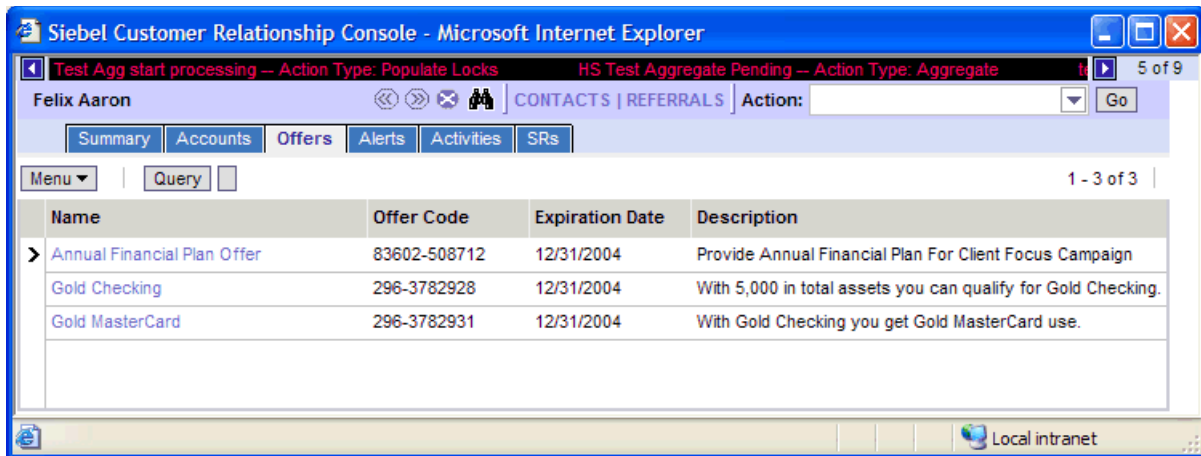 Siebel Customer Relationship Console - Microsoft Internet Explorer
Test Agg start processing -- Action Type: Populate Locks HS Test Aggregate Pending -- Action Type: Aggregate 5 of 9
Felix Aaron CONTACTS | REFERRALS Action: Go
Summary Accounts Offers Alerts Activities SRs
Menu Query 1 - 3 of 3
Name Offer Code Expiration Date Description
Annual Financial Plan Offer 83602-508712 12/31/2004 Provide Annual Financial Plan For Client Focus Campaign
Gold Checking 296-3782928 12/31/2004 With 5,000 in total assets you can qualify for Gold Checking.
Gold MasterCard 296-3782931 12/31/2004 With Gold Checking you get Gold MasterCard use.
Local intranet